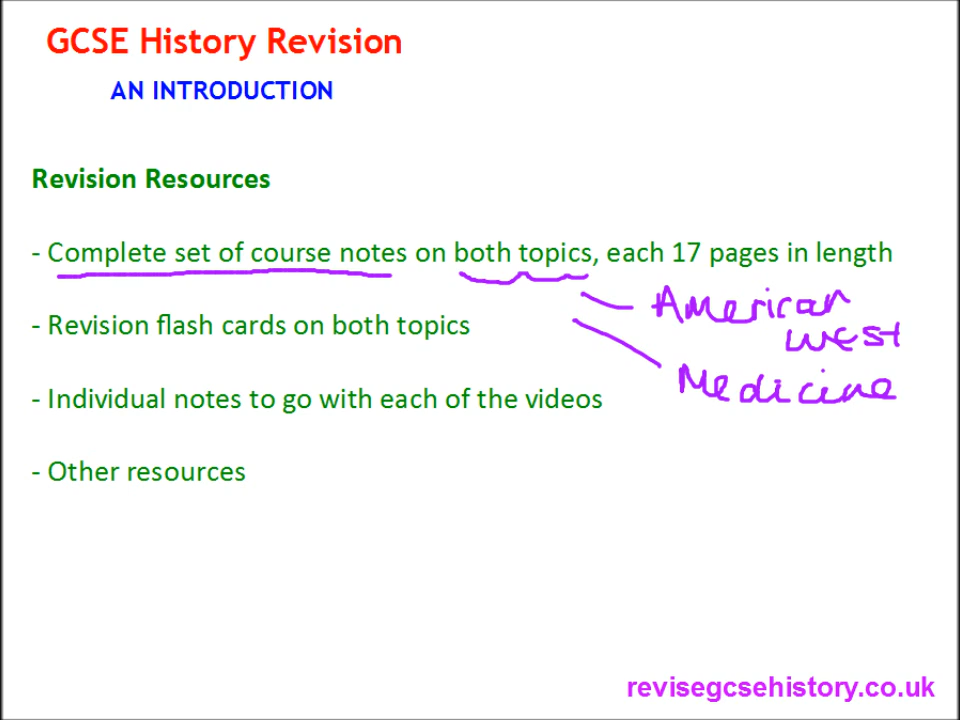 GCSE History Revision
AN INTRODUCTION
Revision Resources
- Complete set of course notes on both topics, each 17 pages in length
American
west
- Revision flash cards on both topics
Medicine
- Individual notes to go with each of the videos
- Other resources
revisegcsehistory.co.uk